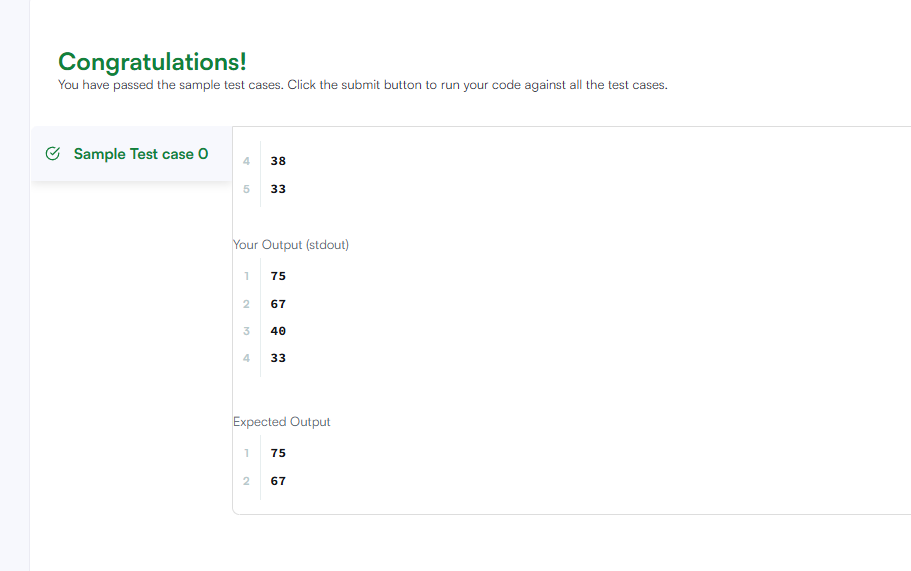 Congratulations!
You have passed the sample test cases. Click the submit button to run your code against all the test cases.
Sample Test case 0
4 38
5 33
Your Output (stdout)
1 75
2 67
3 40
4 33
Expected Output
1 75
2 67